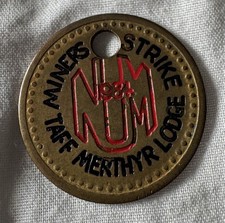 MINERS STRIKE
NUM
1984
TAFF MERTHYR LODGE